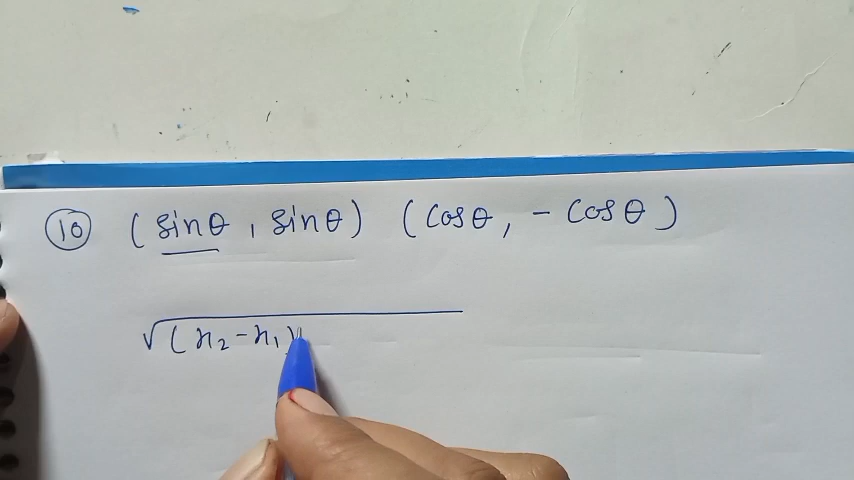 10 (sinθ, sinθ) (Cosθ, - Cosθ)
√(x₂-x₁)